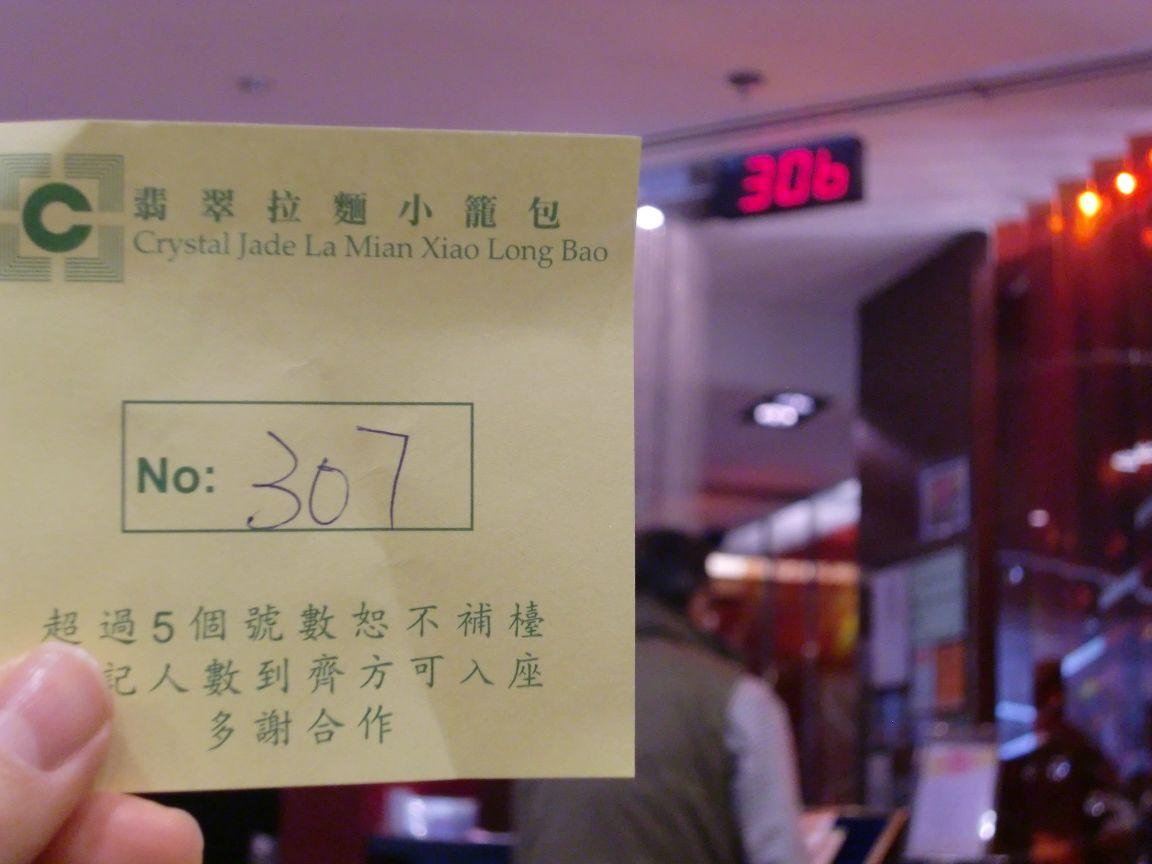 翡翠拉麵小籠包
Crystal Jade La Mian Xiao Long Bao
306
No: 307
超過5個號數恕不補檯
記人數到齊方可入座
多謝合作